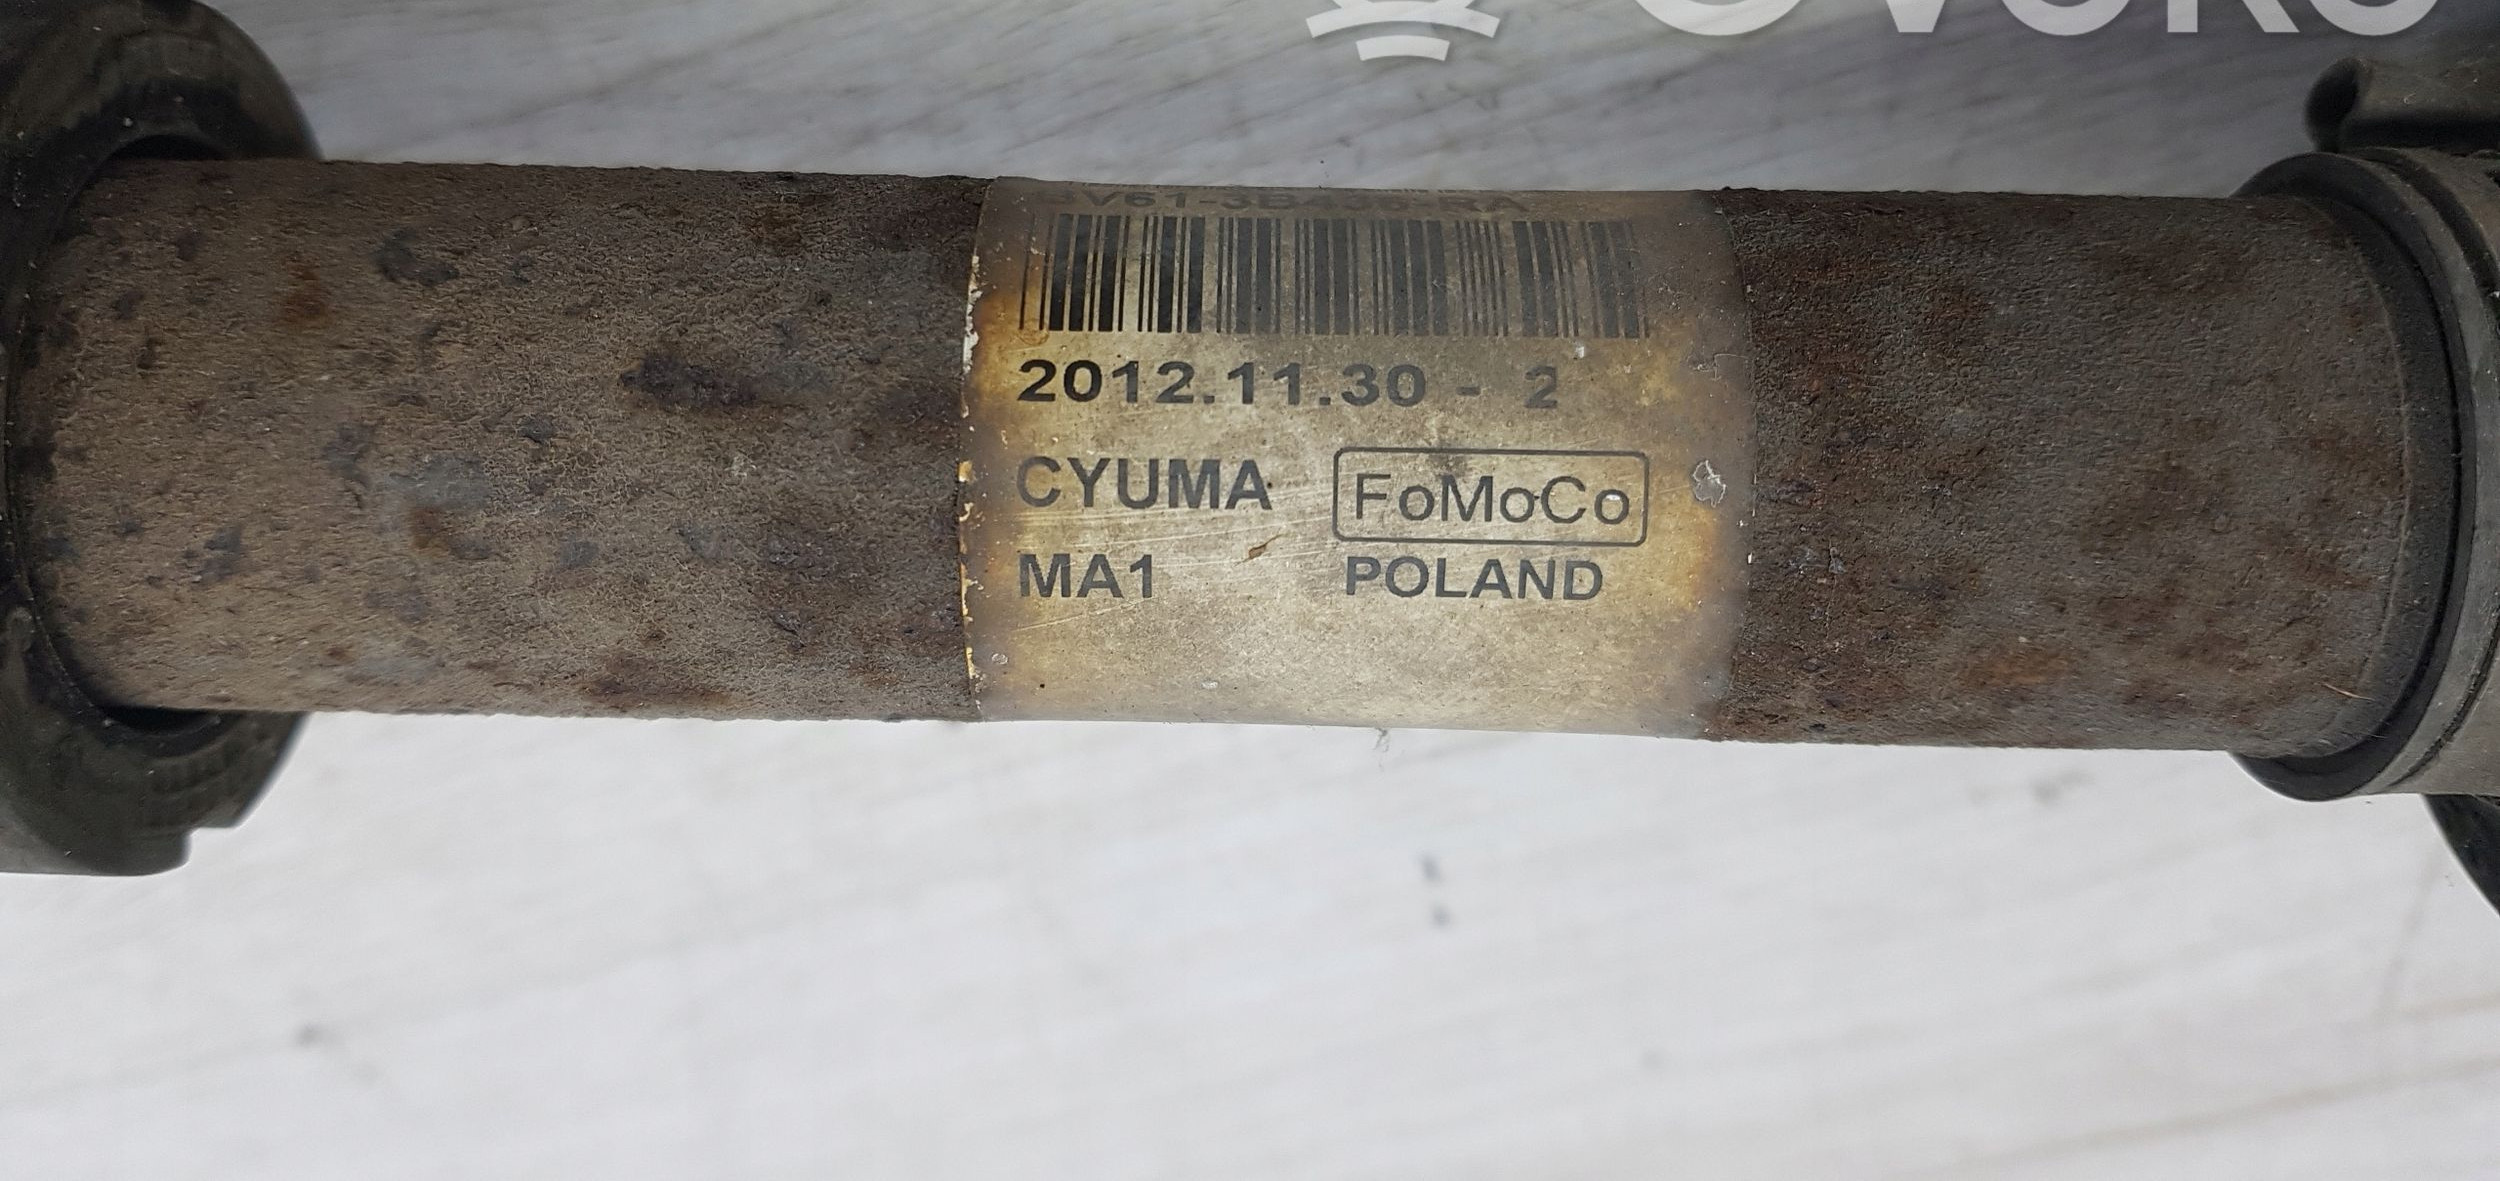 2012.11.30 - 2
CYUMA FoMoCo
MA1 POLAND